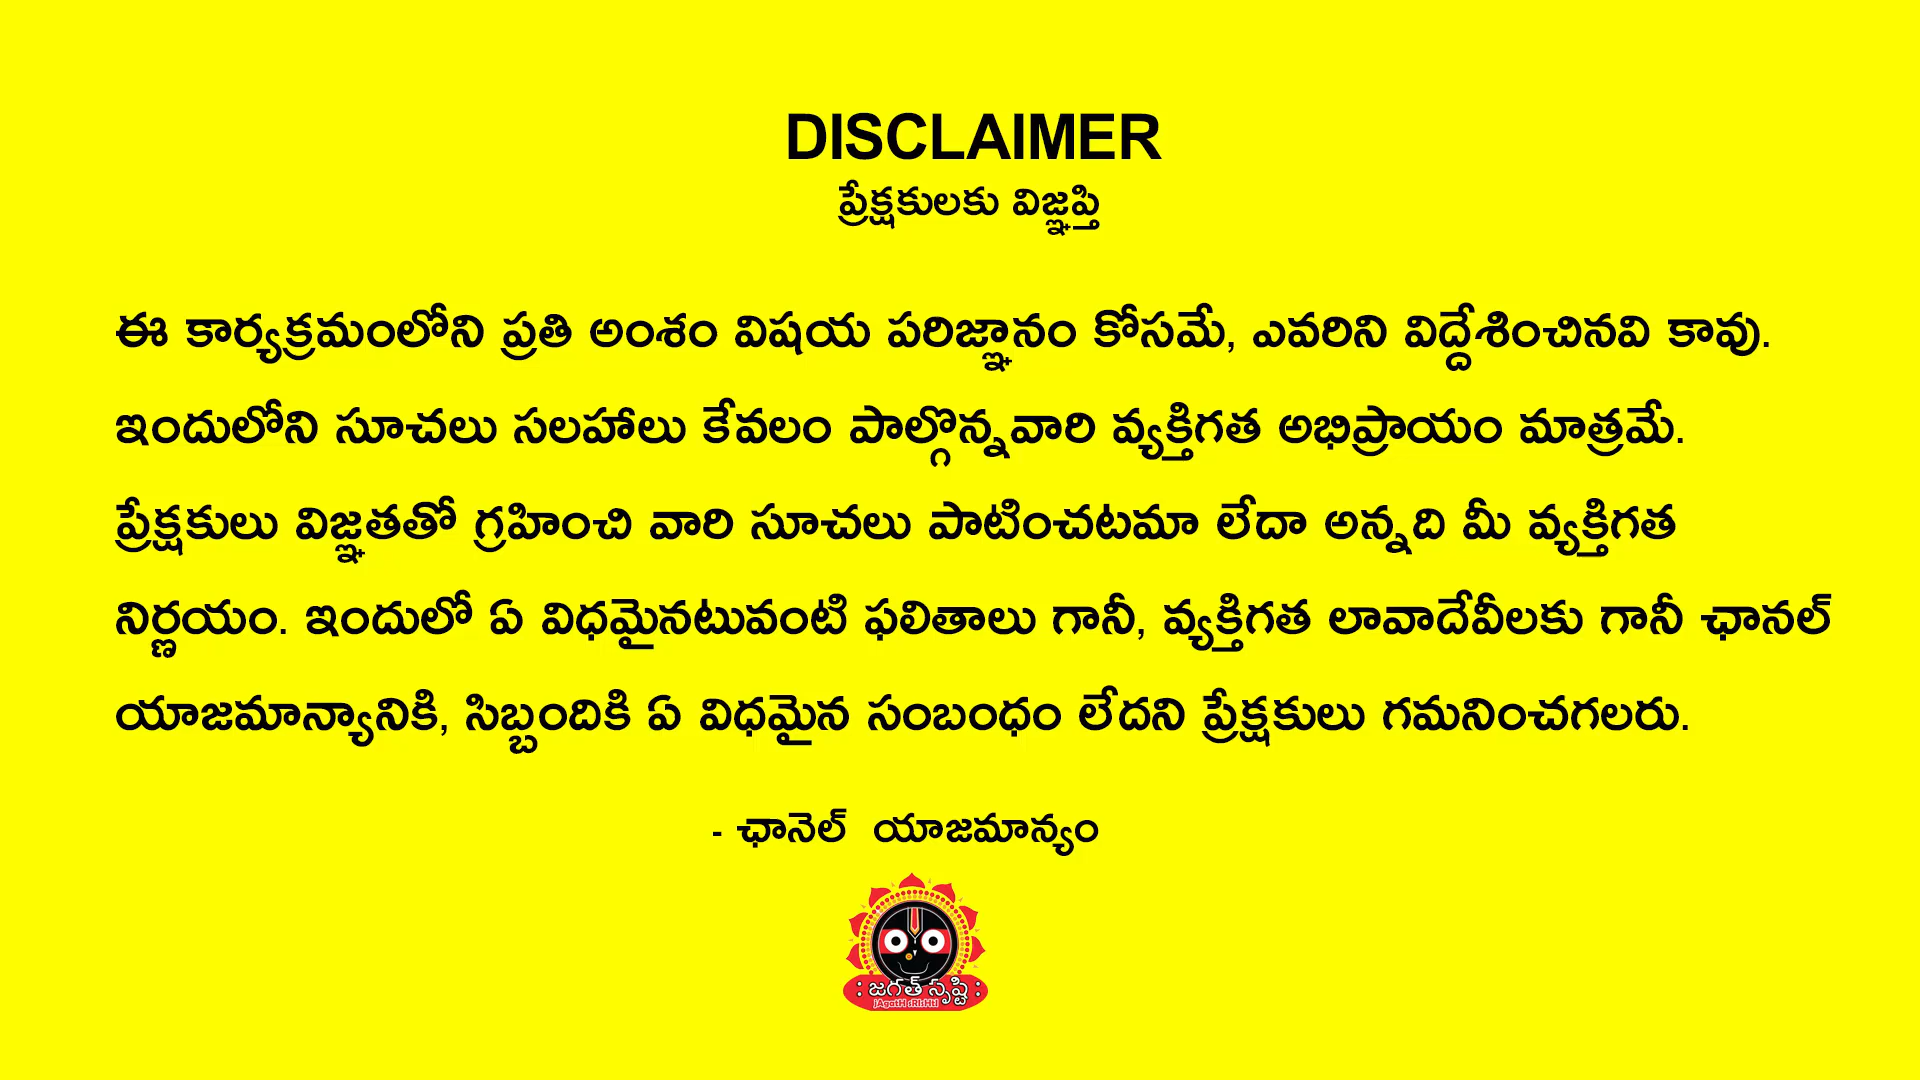 DISCLAIMER
ప్రేక్షకులకు విజ్ఞప్తి
ఈ కార్యక్రమంలోని ప్రతి అంశం విషయ పరిజ్ఞానం కోసమే, ఎవరిని విద్దేశించినవి కావు.
ఇందులోని సూచలు సలహాలు కేవలం పాల్గొన్నవారి వ్యక్తిగత అభిప్రాయం మాత్రమే.
ప్రేక్షకులు విజ్ఞతతో గ్రహించి వారి సూచలు పాటించటమా లేదా అన్నది మీ వ్యక్తిగత
నిర్ణయం. ఇందులో ఏ విధమైనటువంటి ఫలితాలు గానీ, వ్యక్తిగత లావాదేవీలకు గానీ ఛానల్
యాజమాన్యానికి, సిబ్బందికి ఏ విధమైన సంబంధం లేదని ప్రేక్షకులు గమనించగలరు.
- ఛానెల్ యాజమాన్యం
: జగత్ సృష్టి :
jAgatH sRIsHtI